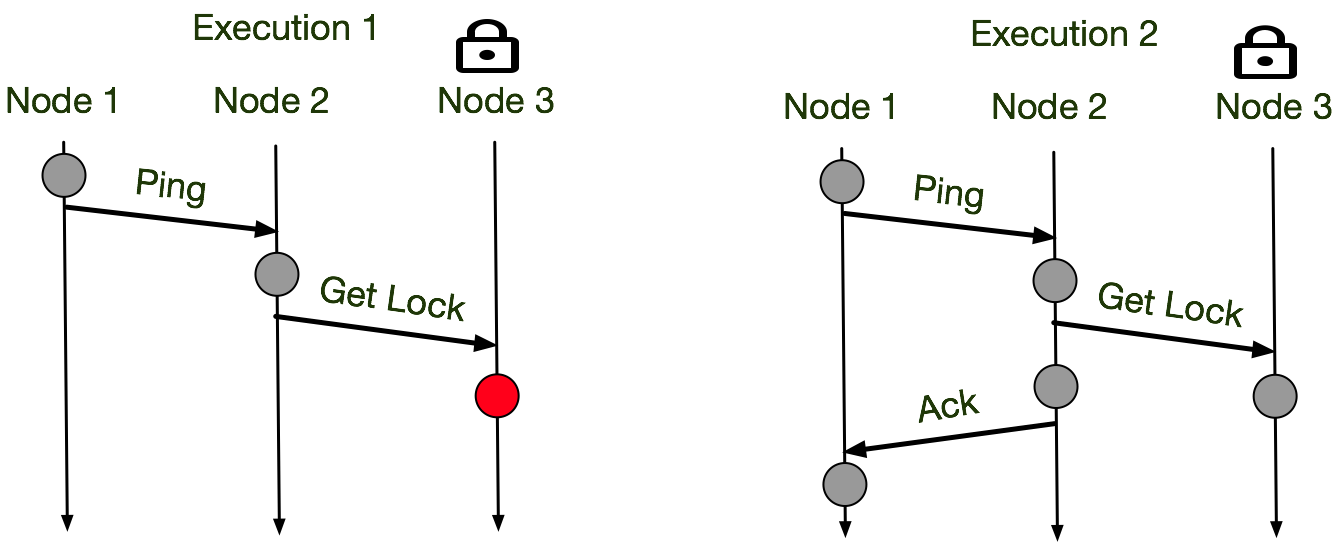 Execution 1
Node 1
Node 2
Node 3
Ping
Get Lock
Execution 2
Node 1
Node 2
Node 3
Ping
Get Lock
Ack